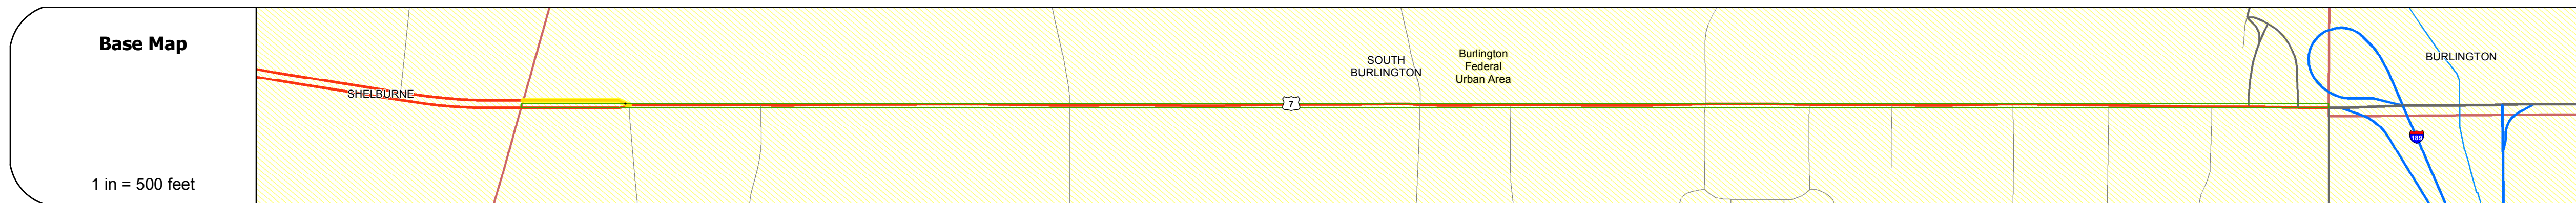 Base Map
1 in = 500 feet
SHELBURNE
7
SOUTH
BURLINGTON
Burlington
Federal
Urban Area
BURLINGTON
189